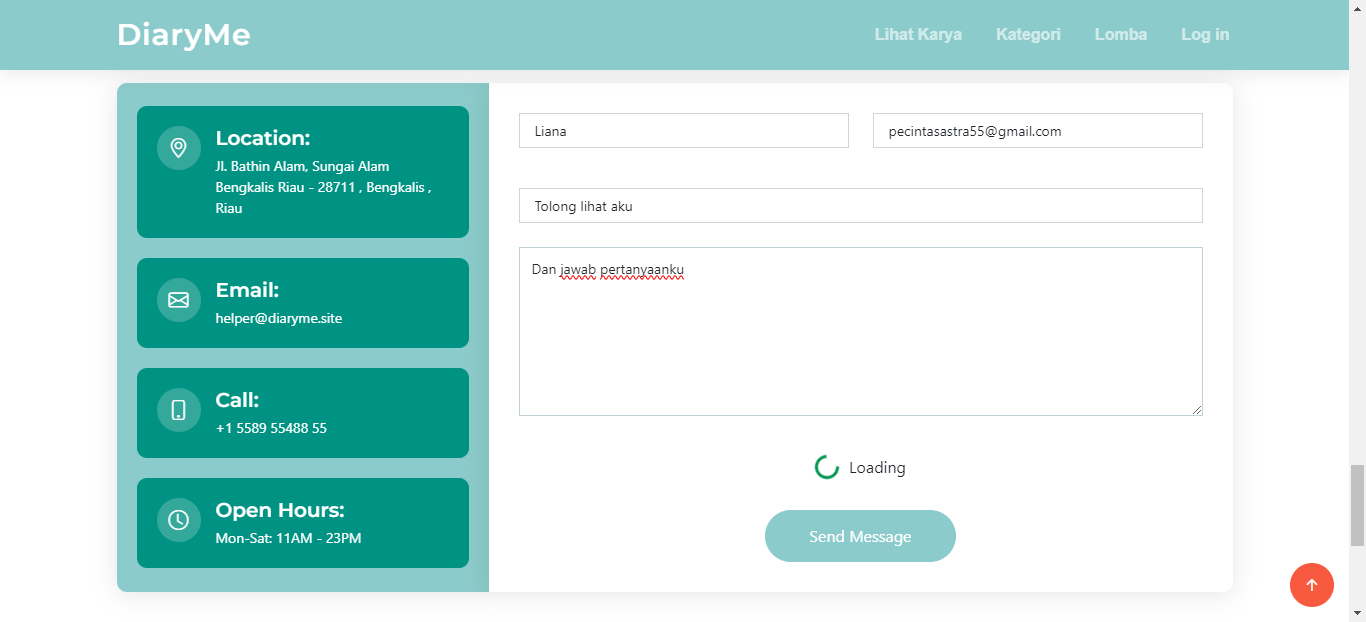 DiaryMe
Lihat Karya
Kategori
Lomba
Log in
Location:
Jl. Bathin Alam, Sungai Alam
Bengkalis Riau - 28711 , Bengkalis ,
Riau
Email:
helper@diaryme.site
Call:
+1 5589 55488 55
Open Hours:
Mon-Sat: 11AM - 23PM
Liana
pecintasastra55@gmail.com
Tolong lihat aku
Dan jawab pertanyaanku
Loading
Send Message